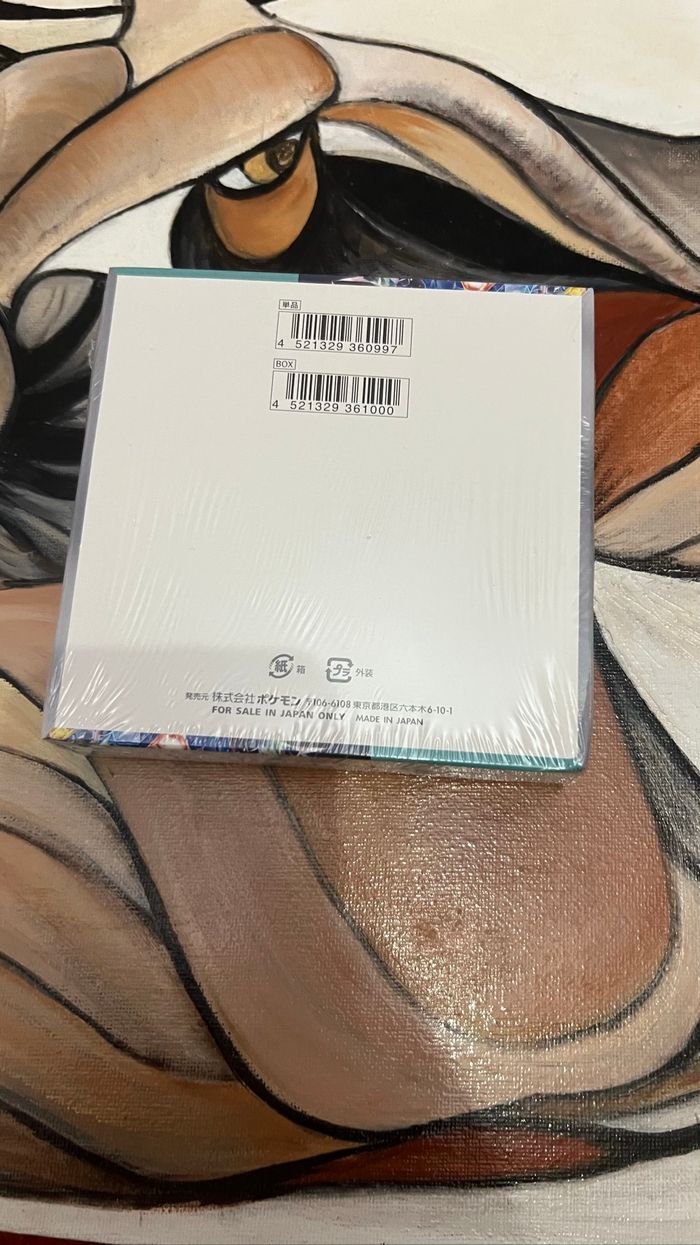 単品
4 521329 360997
BOX
4 521329 361000
紙 箱 プラ 外装
発売元 株式会社ポケモン 〒106-6108 東京都港区六本木6-10-1
FOR SALE IN JAPAN ONLY MADE IN JAPAN